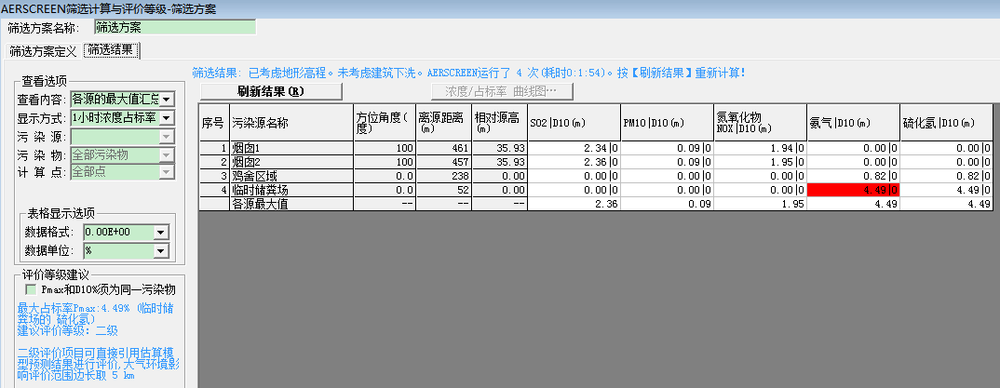 AERSCREEN筛选计算与评价等级-筛选方案
筛选方案名称: 筛选方案
筛选方案定义 筛选结果
筛选结果: 已考虑地形高程。未考虑建筑下洗。AERSCREEN运行了 4 次(耗时0:1:54)。按【刷新结果】重新计算!
刷新结果(R) 浓度/占标率 曲线图…
查看选项
查看内容: 各源的最大值汇总
显示方式: 1小时浓度占标率
污 染 源:
污 染 物: 全部污染物
计 算 点: 全部点
表格显示选项
数据格式: 0.00E+00
数据单位: %
评价等级建议
Pmax和D10%须为同一污染物
最大占标率Pmax:4.49% (临时储
粪场的 硫化氢)
建议评价等级: 二级
二级评价项目可直接引用估算模
型预测结果进行评价,大气环境影
响评价范围边长取 5 km
序号 污染源名称 方位角度(度) 离源距离(m) 相对源高(m) SO2|D10(m) PM10|D10(m) 氮氧化物NOX|D10(m) 氨气|D10(m) 硫化氢|D10(m)
1 烟囱1 100 461 35.93 2.34|0 0.09|0 1.94|0 0.00|0 0.00|0
2 烟囱2 100 457 35.93 2.36|0 0.09|0 1.95|0 0.00|0 0.00|0
3 鸡舍区域 0.0 238 0.00 0.00|0 0.00|0 0.00|0 0.82|0 0.82|0
4 临时储粪场 0.0 52 0.00 0.00|0 0.00|0 0.00|0 4.49|0 4.49|0
各源最大值 -- -- -- 2.36 0.09 1.95 4.49 4.49